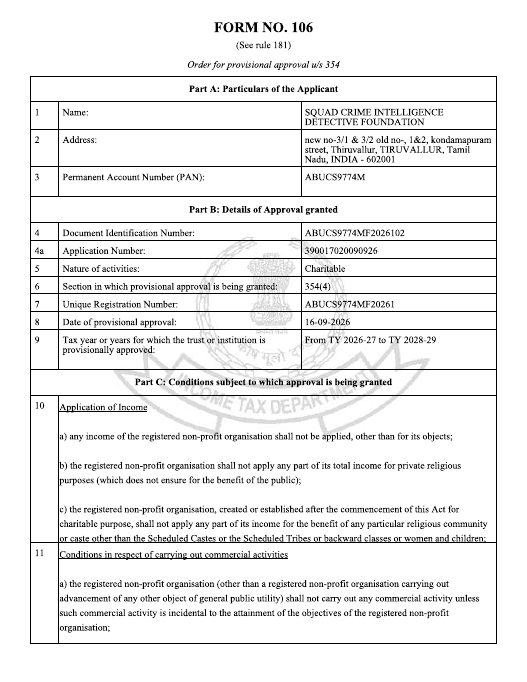 FORM NO. 106
(See rule 181)
Order for provisional approval u/s 354
Part A: Particulars of the Applicant
1 Name: SQUAD CRIME INTELLIGENCE
DETECTIVE FOUNDATION
2 Address: new no-3/1 & 3/2 old no-, 1&2, kondamapuram
street, Thiruvallur, TIRUVALLUR, Tamil
Nadu, INDIA - 602001
3 Permanent Account Number (PAN): ABUCS9774M
Part B: Details of Approval granted
4 Document Identification Number: ABUCS9774MF2026102
4a Application Number: 390017020090926
5 Nature of activities: Charitable
6 Section in which provisional approval is being granted: 354(4)
7 Unique Registration Number: ABUCS9774MF20261
8 Date of provisional approval: 16-09-2026
9 Tax year or years for which the trust or institution is From TY 2026-27 to TY 2028-29
provisionally approved:
कोष मूलो द
Part C: Conditions subject to which approval is being granted
INCOME TAX DEPARTMENT
10 Application of Income
a) any income of the registered non-profit organisation shall not be applied, other than for its objects;
b) the registered non-profit organisation shall not apply any part of its total income for private religious
purposes (which does not ensure for the benefit of the public);
c) the registered non-profit organisation, created or established after the commencement of this Act for
charitable purpose, shall not apply any part of its income for the benefit of any particular religious community
or caste other than the Scheduled Castes or the Scheduled Tribes or backward classes or women and children;
11 Conditions in respect of carrying out commercial activities
a) the registered non-profit organisation (other than a registered non-profit organisation carrying out
advancement of any other object of general public utility) shall not carry out any commercial activity unless
such commercial activity is incidental to the attainment of the objectives of the registered non-profit
organisation;